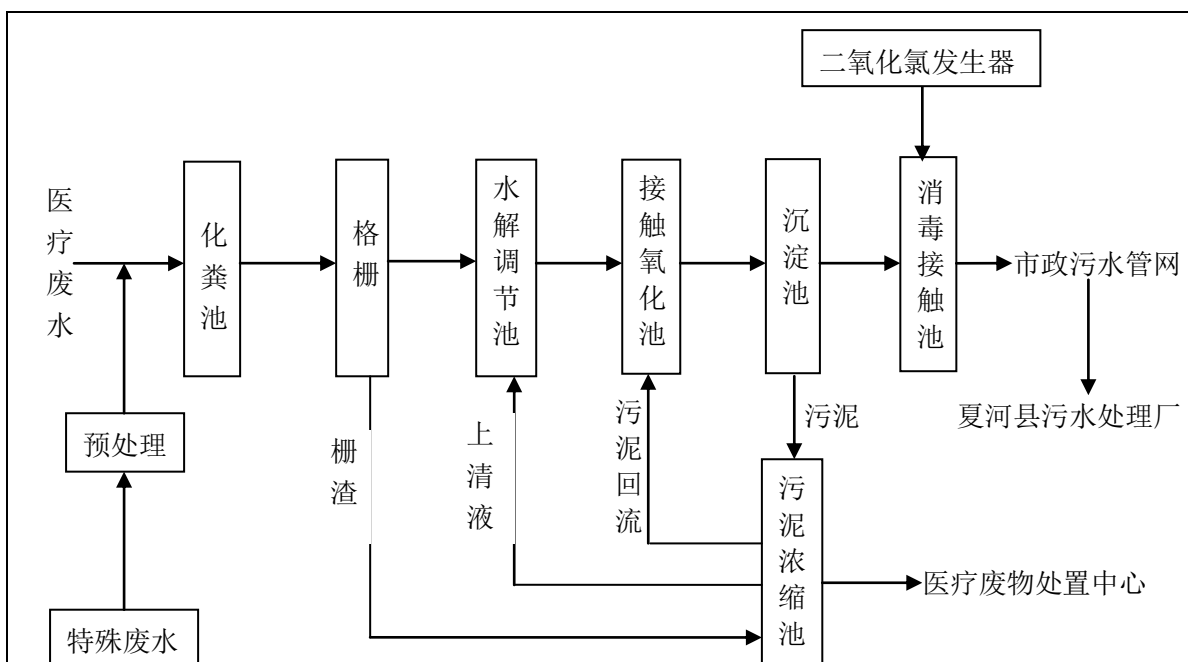 二氧化氯发生器
医疗废水
化粪池
格栅
水解调节池
接触氧化池
沉淀池
消毒接触池
市政污水管网
预处理
栅渣
上清液
污泥回流
污泥
夏河县污水处理厂
污泥浓缩池
医疗废物处置中心
特殊废水